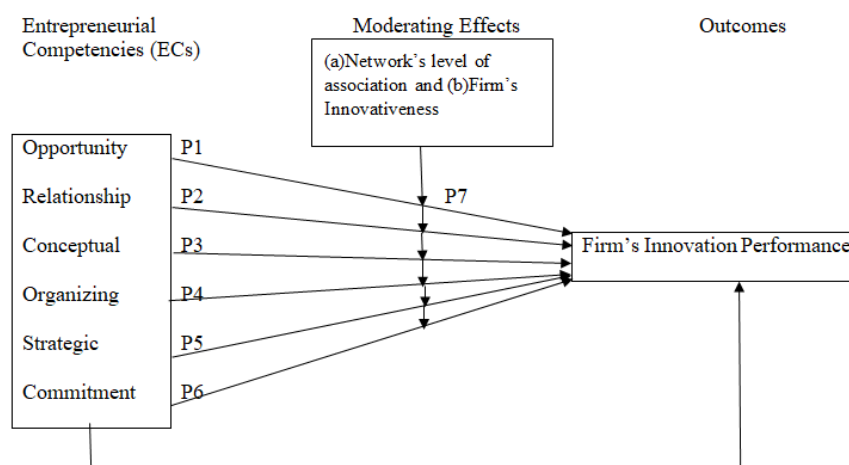 Entrepreneurial
Competencies (ECs)
Moderating Effects
Outcomes
(a)Network's level of
association and (b)Firm's
Innovativeness
Opportunity
P1
Relationship
P2
P7
Conceptual
P3
Firm's Innovation Performance
Organizing
P4
Strategic
P5
Commitment
P6